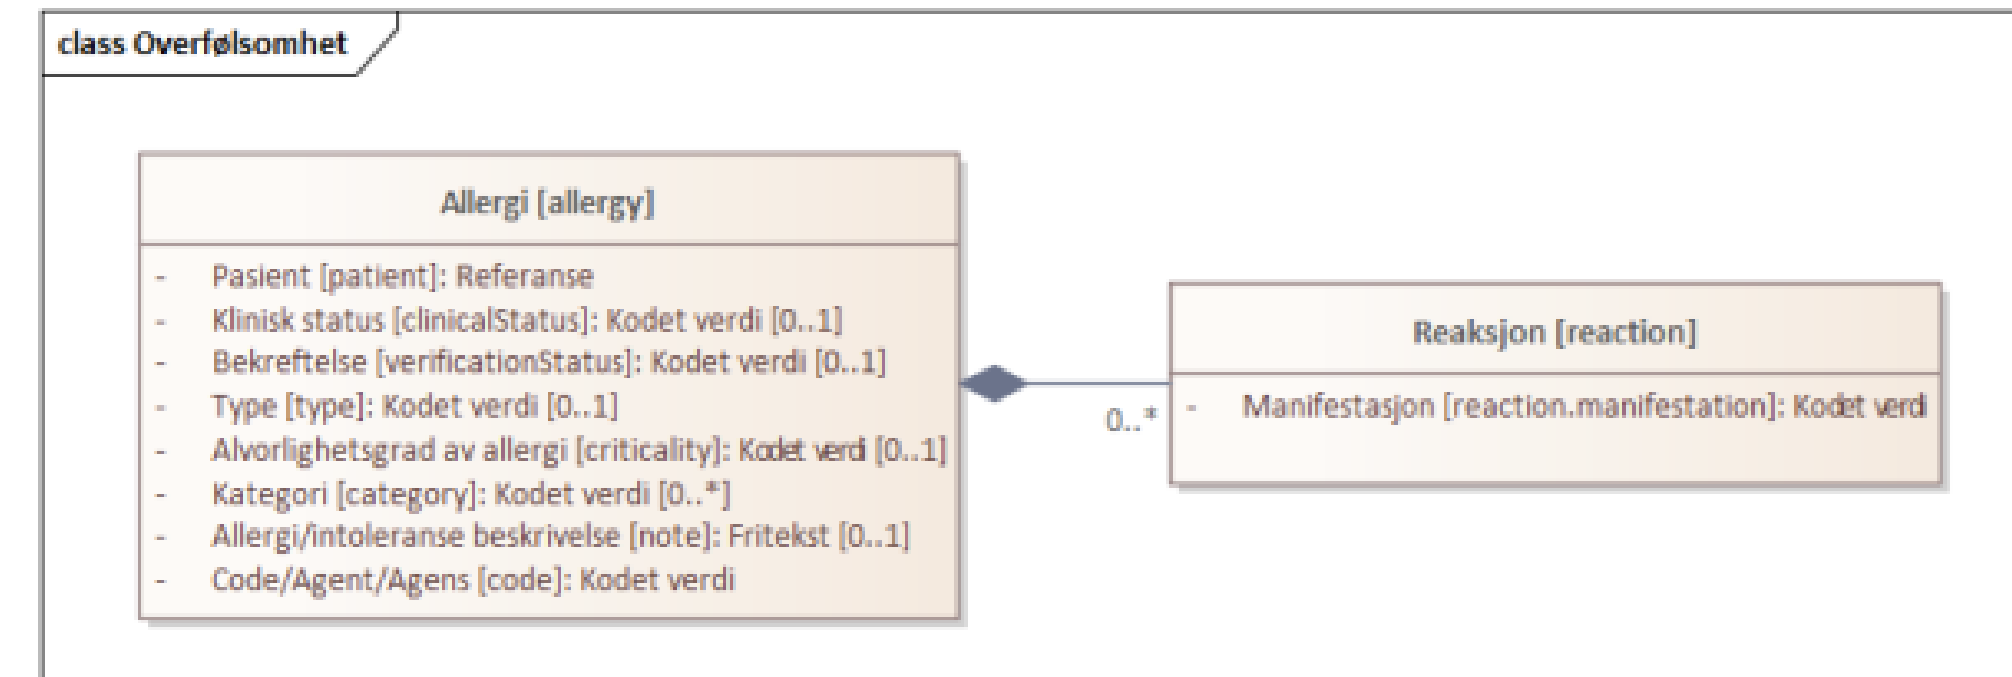 class Overfølsomhet
Allergi [allergy]
- Pasient [patient]: Referanse
- Klinisk status [clinicalStatus]: Kodet verdi [0..1]
- Bekreftelse [verificationStatus]: Kodet verdi [0..1]
- Type [type]: Kodet verdi [0..1]
- Alvorlighetsgrad av allergi [criticality]: Kodet verdi [0..1]
- Kategori [category]: Kodet verdi [0..*]
- Allergi/intoleranse beskrivelse [note]: Fritekst [0..1]
- Code/Agent/Agens [code]: Kodet verdi
0..*
Reaksjon [reaction]
- Manifestasjon [reaction.manifestation]: Kodet verdi